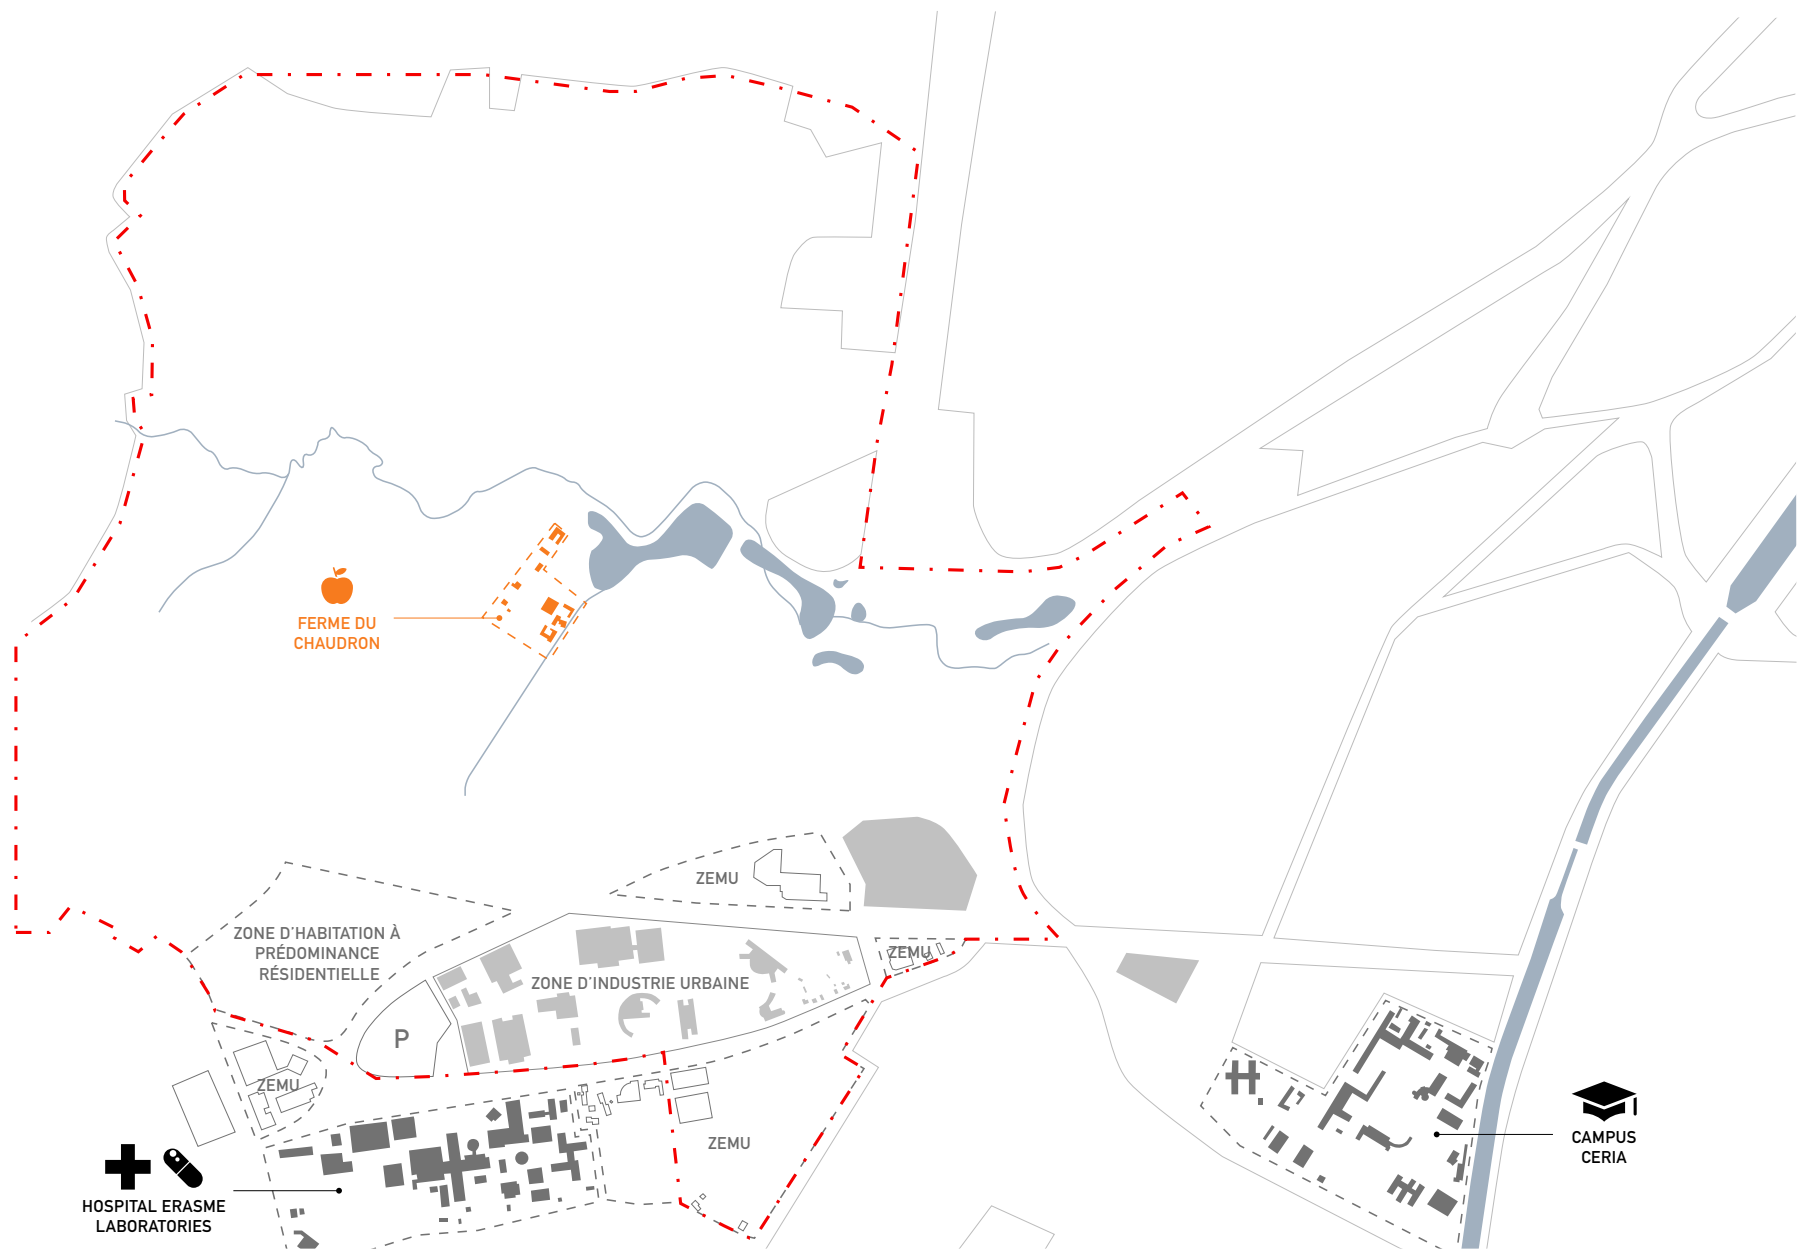 FERME DU
CHAUDRON
ZEMU
ZONE D'HABITATION À
PRÉDOMINANCE
RÉSIDENTIELLE
ZEMU
ZONE D'INDUSTRIE URBAINE
P
ZEMU
ZEMU
CAMPUS
CERIA
HOSPITAL ERASME
LABORATORIES